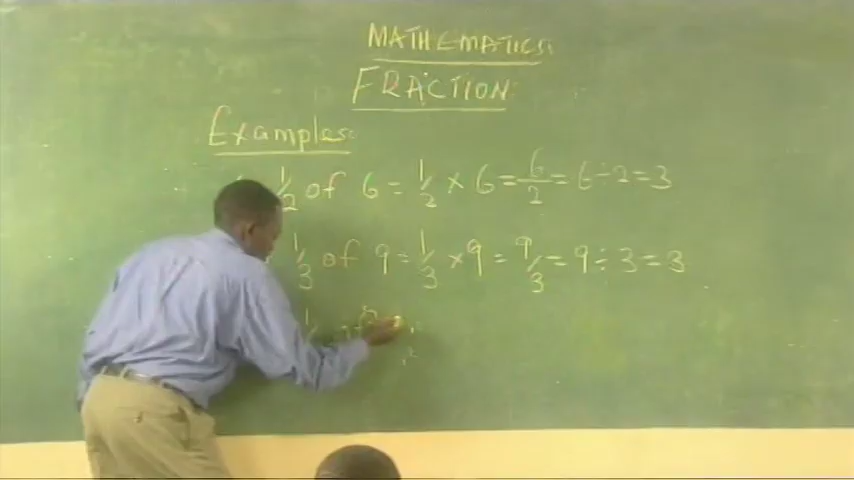 MATHEMATICS:
FRACTION:
Examples:
1/2 of 6 = 1/2 × 6 = 6/2 = 6 ÷ 2 = 3
1/3 of 9 = 1/3 × 9 = 9/3 = 9 ÷ 3 = 3